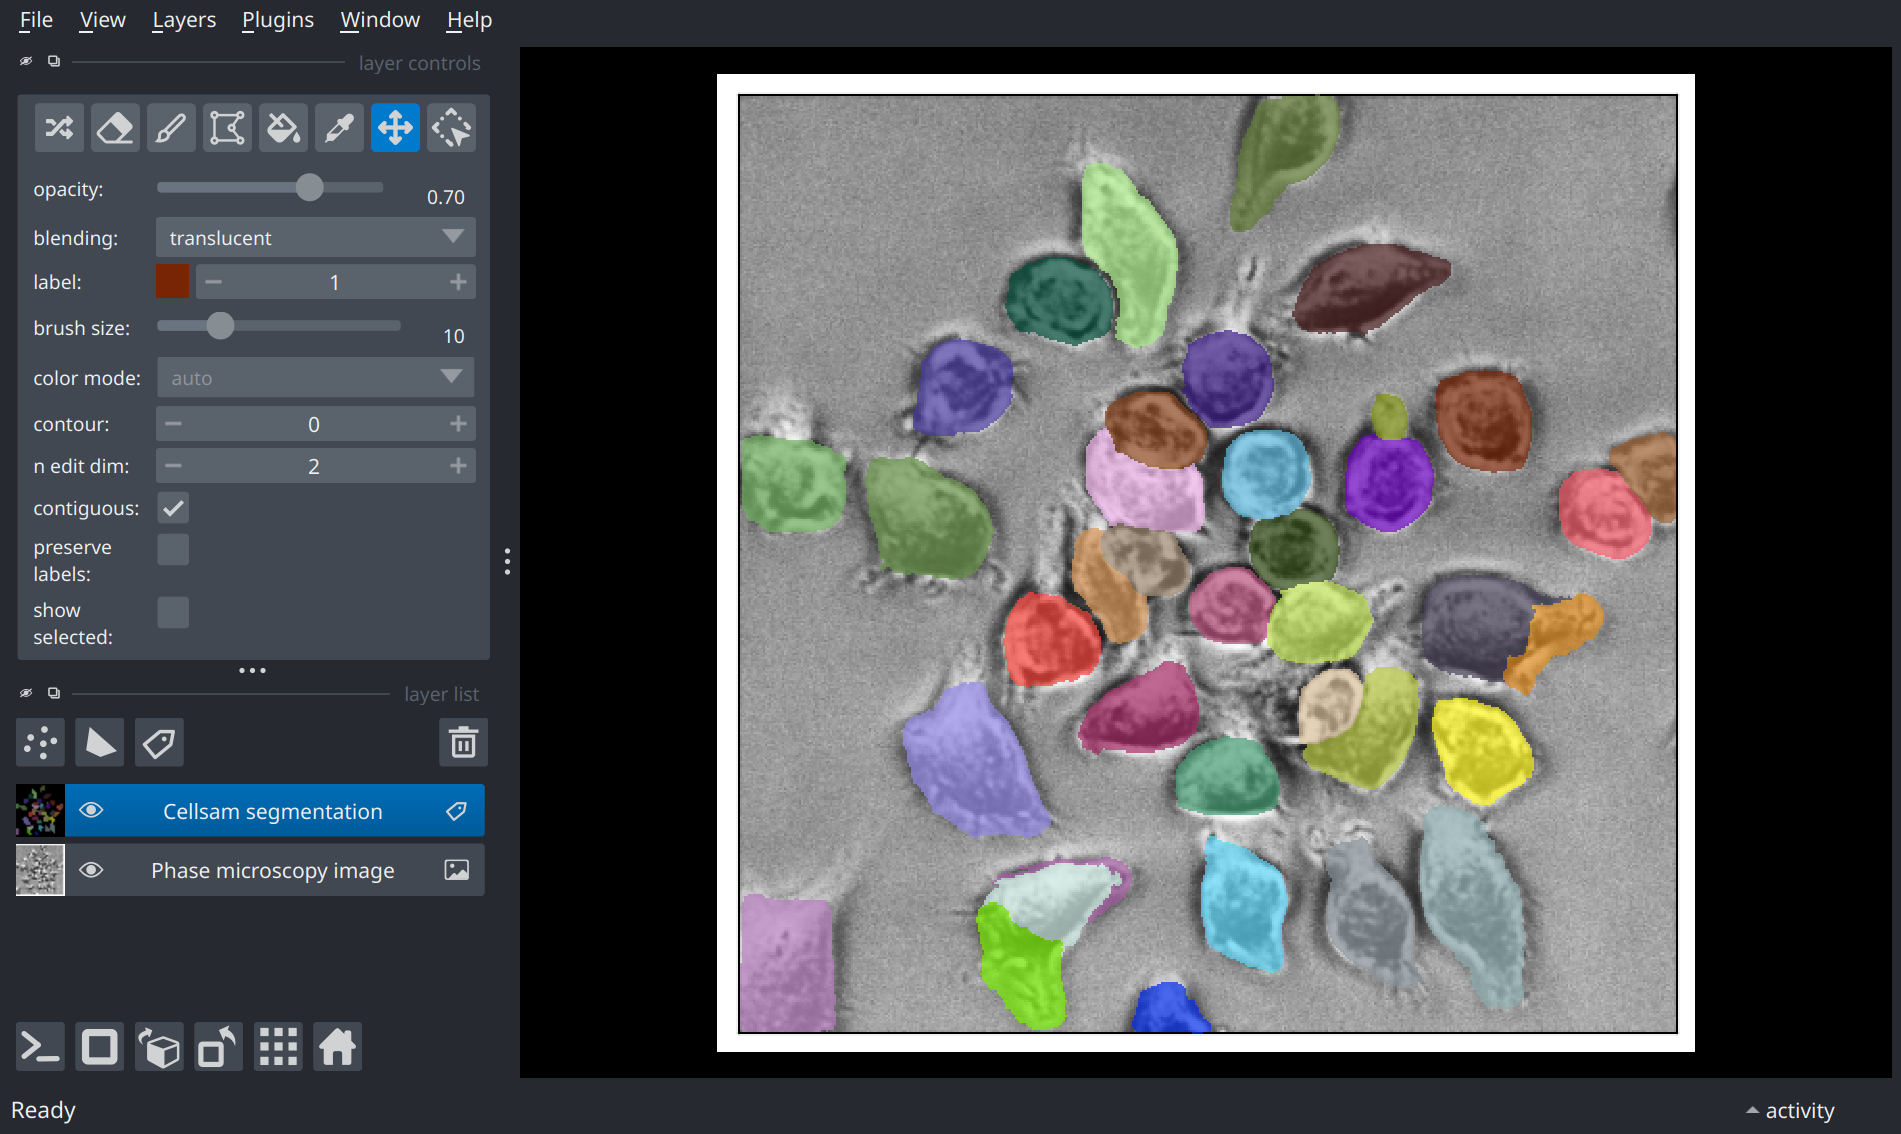 File View Layers Plugins Window Help
layer controls
opacity: 0.70
blending: translucent
label: 1
brush size: 10
color mode: auto
contour: 0
n edit dim: 2
contiguous:
preserve
labels:
show
selected:
layer list
Cellsam segmentation
Phase microscopy image
Ready
activity